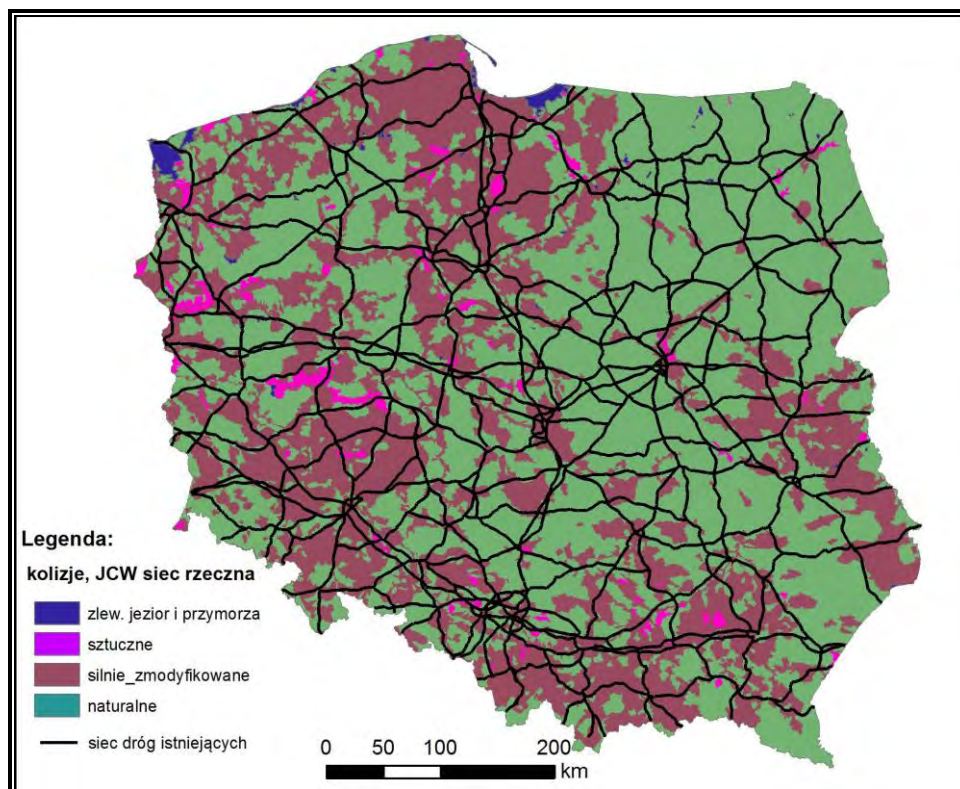 Legenda:
kolizje, JCW siec rzeczna
zlew. jezior i przymorza
sztuczne
silnie_zmodyfikowane
naturalne
siec dróg istniejących
0 50 100 200
km